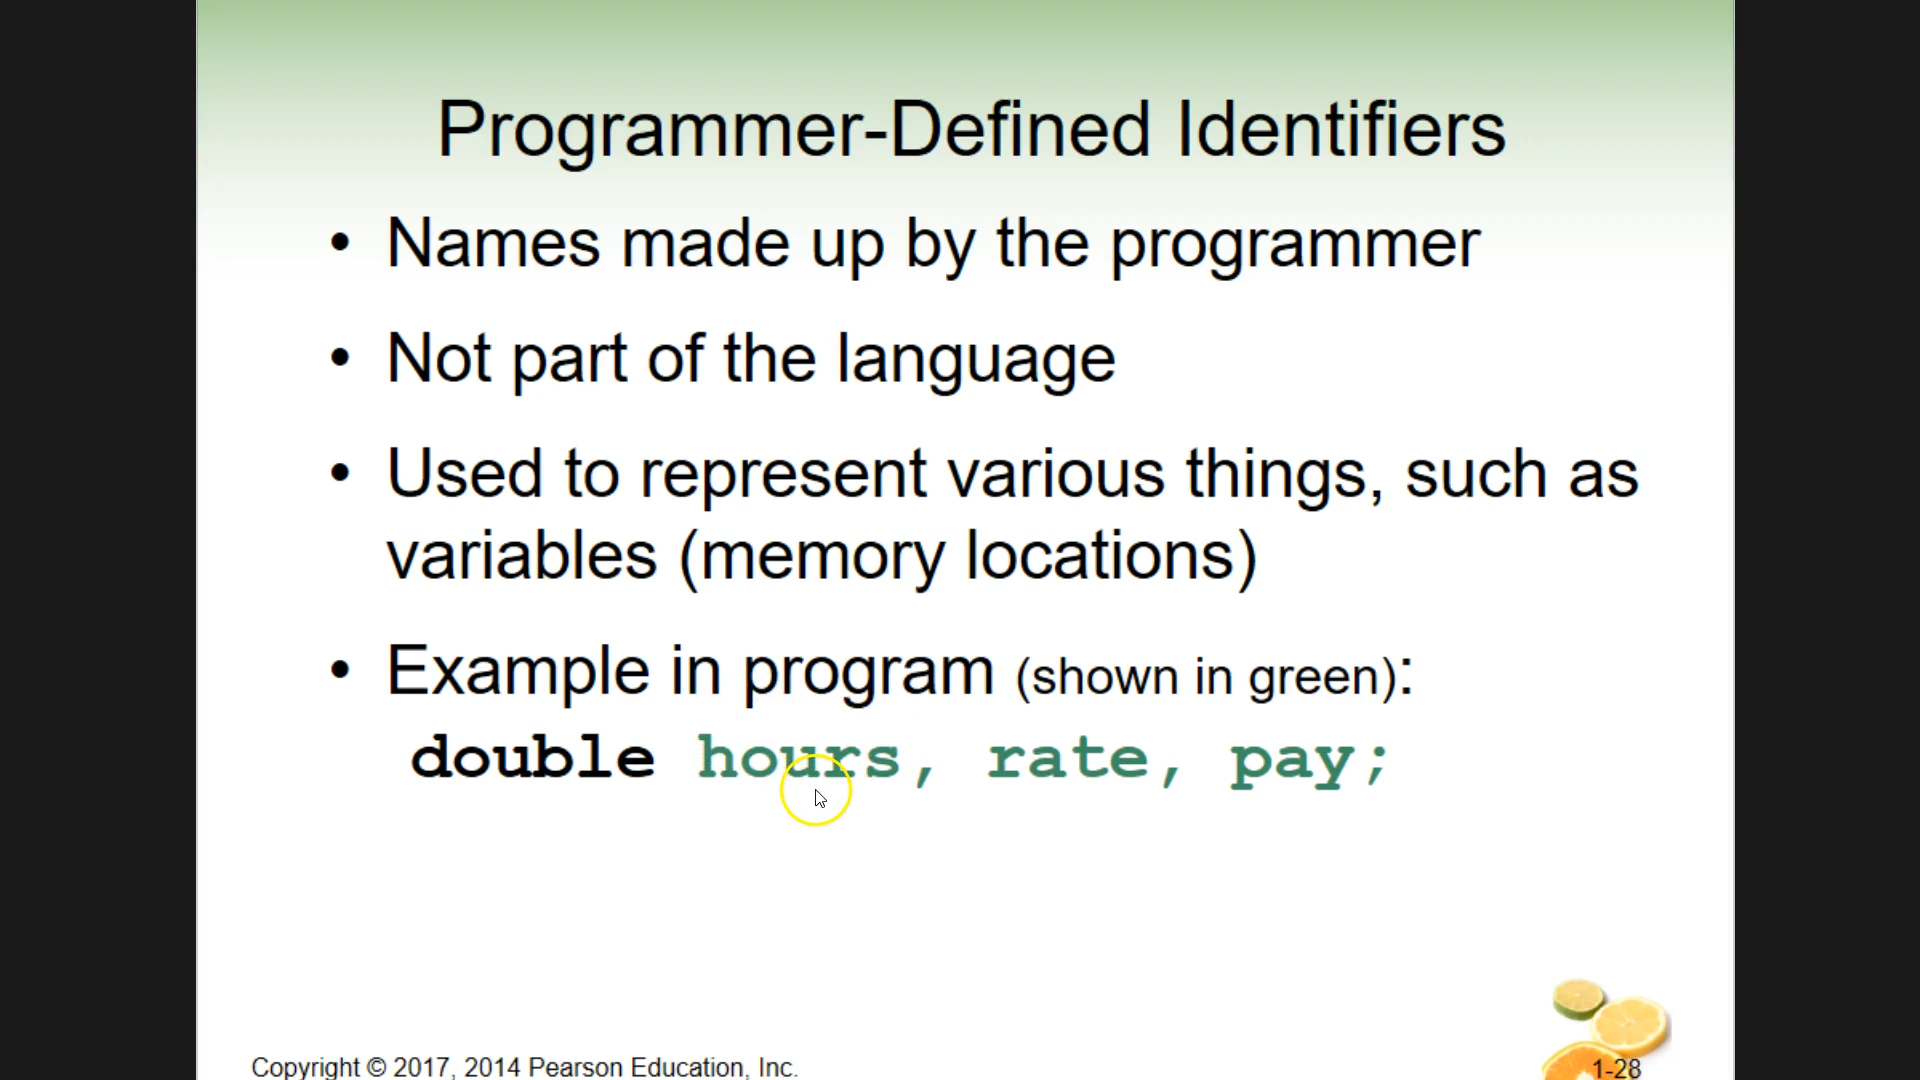 Programmer-Defined Identifiers
• Names made up by the programmer
• Not part of the language
• Used to represent various things, such as
variables (memory locations)
• Example in program (shown in green):
double hours, rate, pay;
Copyright © 2017, 2014 Pearson Education, Inc.
1-28